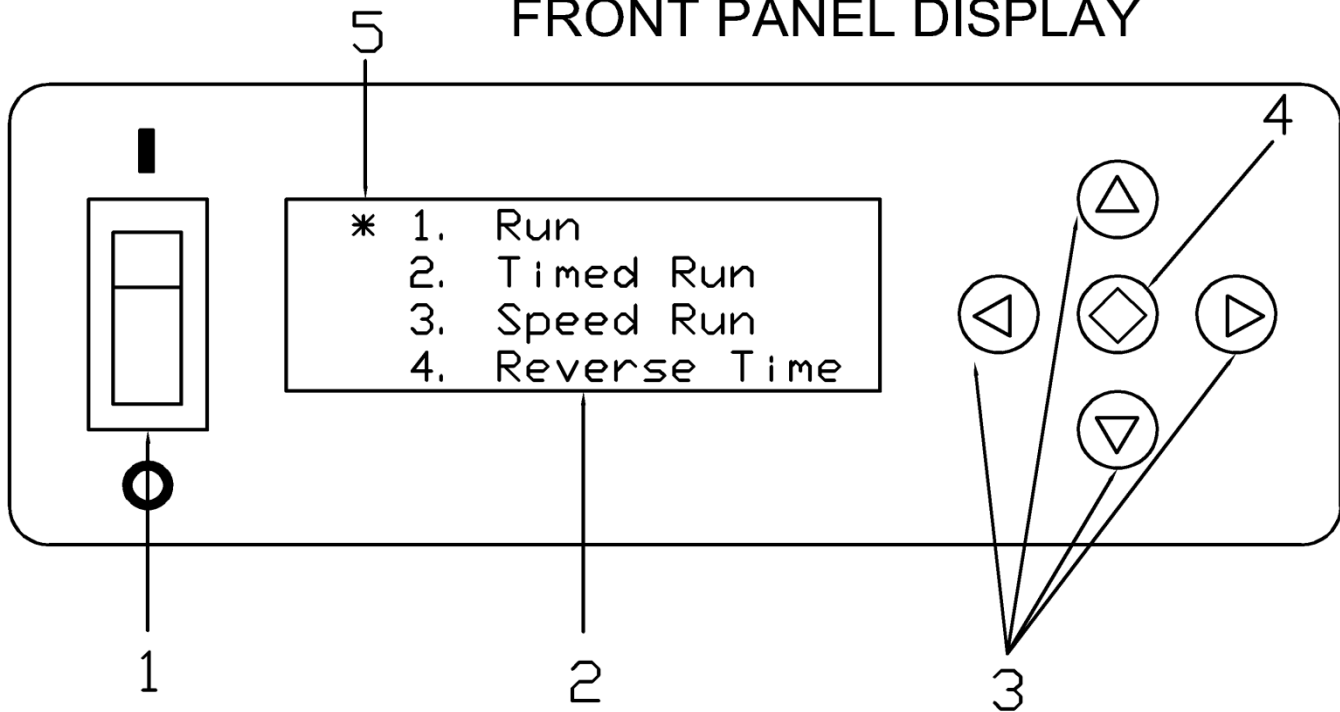 FRONT PANEL DISPLAY
5
4
* 1. Run
2. Timed Run
3. Speed Run
4. Reverse Time
1
2
3